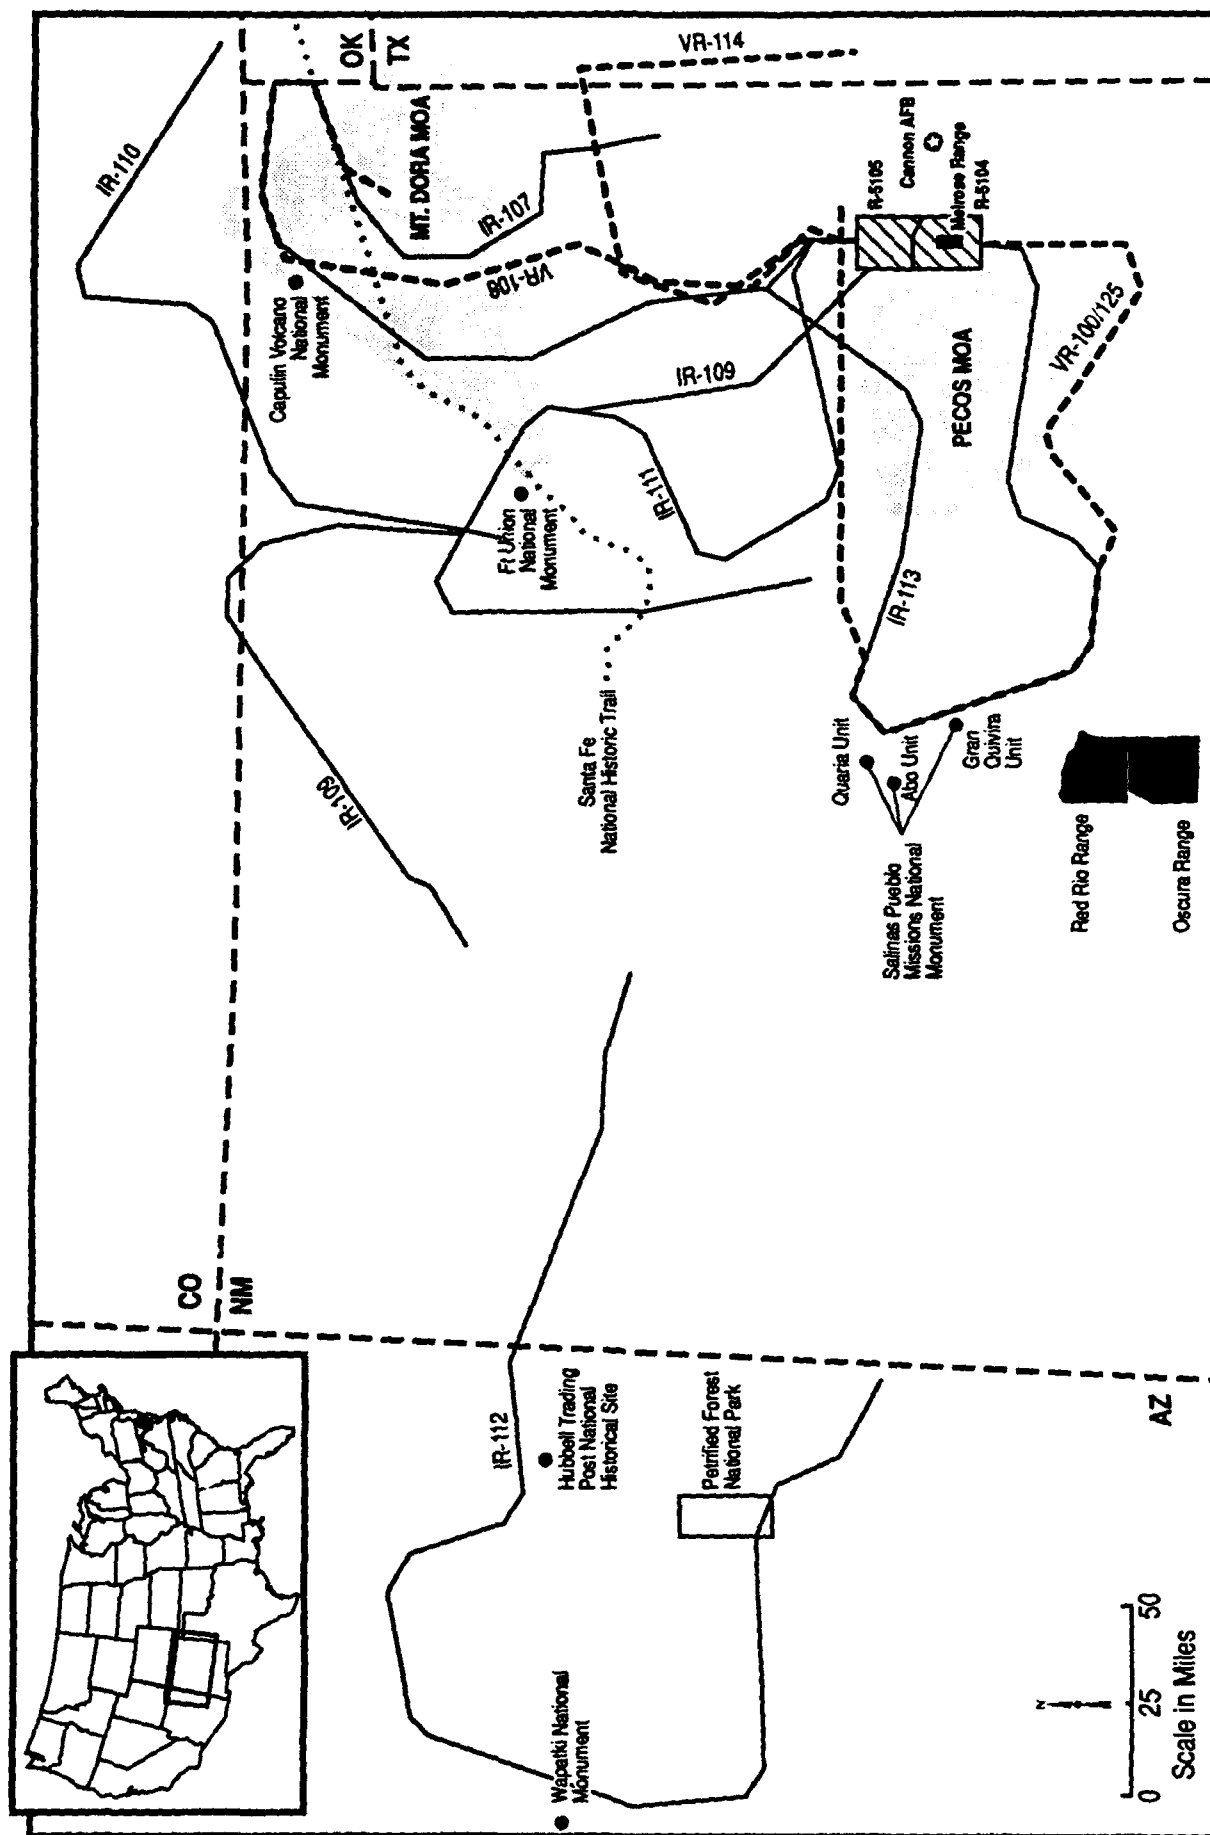 IR-110
OK
TX
VR-114
MT. DORA MOA
IR-107
VR-108
Capulin Volcano
National
Monument
R-5105
Cannon AFB
Melrose Range
R-5104
VR-100/125
PECOS MOA
IR-109
IR-111
Ft Union
National
Monument
IR-113
Santa Fe
National Historic Trail
IR-109
Quaria Unit
Abo Unit
Gran
Quivira
Unit
Salinas Pueblo
Missions National
Monument
Red Rio Range
Oscura Range
CO
NM
IR-112
Hubbell Trading
Post National
Historical Site
Petrified Forest
National Park
AZ
Wapatki National
Monument
N
0 25 50
Scale in Miles